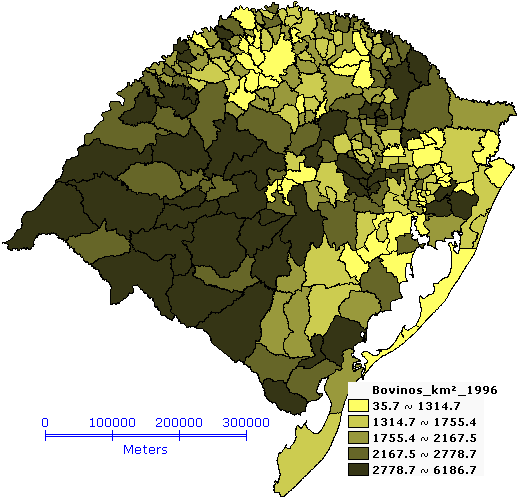 Bovinos_km²_1996
35.7 ~ 1314.7
1314.7 ~ 1755.4
1755.4 ~ 2167.5
2167.5 ~ 2778.7
2778.7 ~ 6186.7
0 100000 200000 300000
Meters